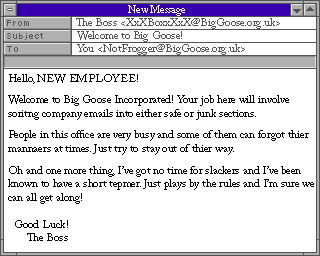 New Message
From The Boss <XxXBoxxXxX@BigGoose.org.uk>
Subject Welcome to Big Goose!
To You <NotFrogger@BigGoose.org.uk>
Hello, NEW EMPLOYEE!
Welcome to Big Goose Incorporated! Your job here will involve
soritng company emails into either safe or junk sections.
People in this office are very busy and some of them can forgot thier
mannaers at times. Just try to stay out of thier way.
Oh and one more thing, I've got no time for slackers and I've been
known to have a short tepmer. Just plays by the rules and I'm sure we
can all get along!
Good Luck!
The Boss